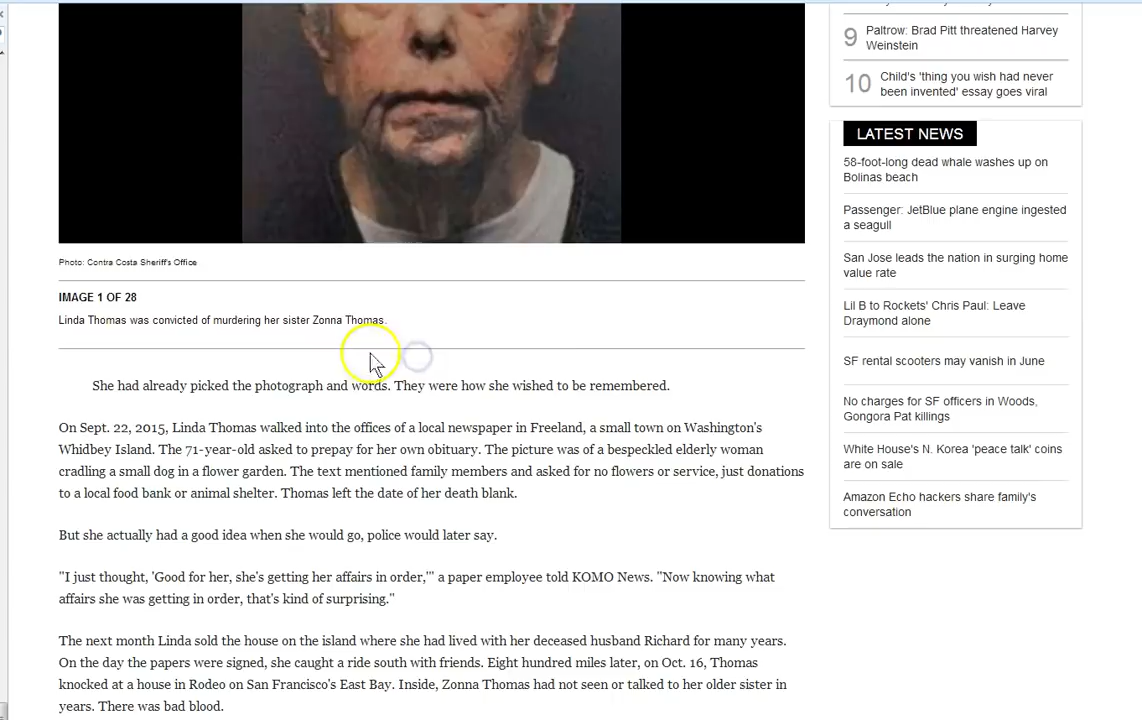 9
Paltrow: Brad Pitt threatened Harvey
Weinstein
10
Child's 'thing you wish had never
been invented' essay goes viral
LATEST NEWS
58-foot-long dead whale washes up on
Bolinas beach
Passenger: JetBlue plane engine ingested
a seagull
San Jose leads the nation in surging home
value rate
Lil B to Rockets' Chris Paul: Leave
Draymond alone
SF rental scooters may vanish in June
No charges for SF officers in Woods,
Gongora Pat killings
White House's N. Korea 'peace talk' coins
are on sale
Amazon Echo hackers share family's
conversation
Photo: Contra Costa Sheriff's Office
IMAGE 1 OF 28
Linda Thomas was convicted of murdering her sister Zonna Thomas.
She had already picked the photograph and words. They were how she wished to be remembered.
On Sept. 22, 2015, Linda Thomas walked into the offices of a local newspaper in Freeland, a small town on Washington's
Whidbey Island. The 71-year-old asked to prepay for her own obituary. The picture was of a bespeckled elderly woman
cradling a small dog in a flower garden. The text mentioned family members and asked for no flowers or service, just donations
to a local food bank or animal shelter. Thomas left the date of her death blank.
But she actually had a good idea when she would go, police would later say.
"I just thought, 'Good for her, she's getting her affairs in order,'" a paper employee told KOMO News. "Now knowing what
affairs she was getting in order, that's kind of surprising."
The next month Linda sold the house on the island where she had lived with her deceased husband Richard for many years.
On the day the papers were signed, she caught a ride south with friends. Eight hundred miles later, on Oct. 16, Thomas
knocked at a house in Rodeo on San Francisco's East Bay. Inside, Zonna Thomas had not seen or talked to her older sister in
years. There was bad blood.